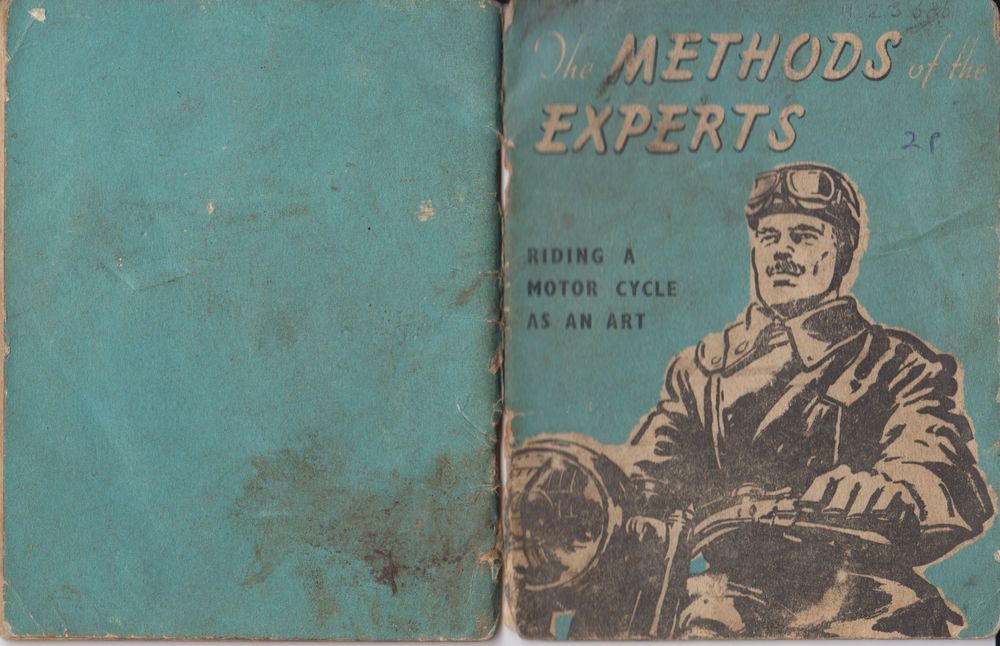 The METHODS of the
EXPERTS
2P
RIDING A
MOTOR CYCLE
AS AN ART